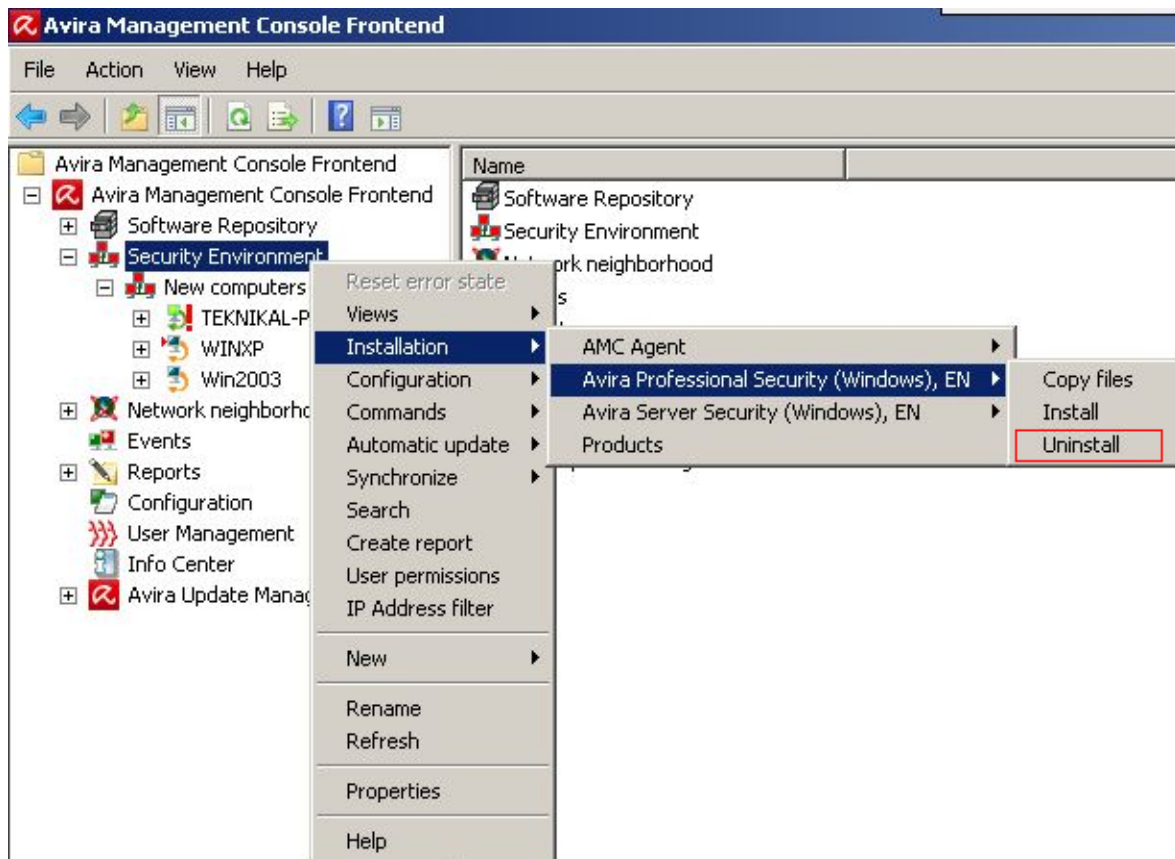 Avira Management Console Frontend
File Action View Help
Avira Management Console Frontend
Avira Management Console Frontend
Software Repository
Security Environment
New computers
TEKNIKAL-P
WINXP
Win2003
Network neighborho
Events
Reports
Configuration
User Management
Info Center
Avira Update Manag
Name
Software Repository
Security Environment
ork neighborhood
s
Reset error state
Views
Installation
Configuration
Commands
Automatic update
Synchronize
Search
Create report
User permissions
IP Address filter
New
Rename
Refresh
Properties
Help
AMC Agent
Avira Professional Security (Windows), EN
Avira Server Security (Windows), EN
Products
Copy files
Install
Uninstall